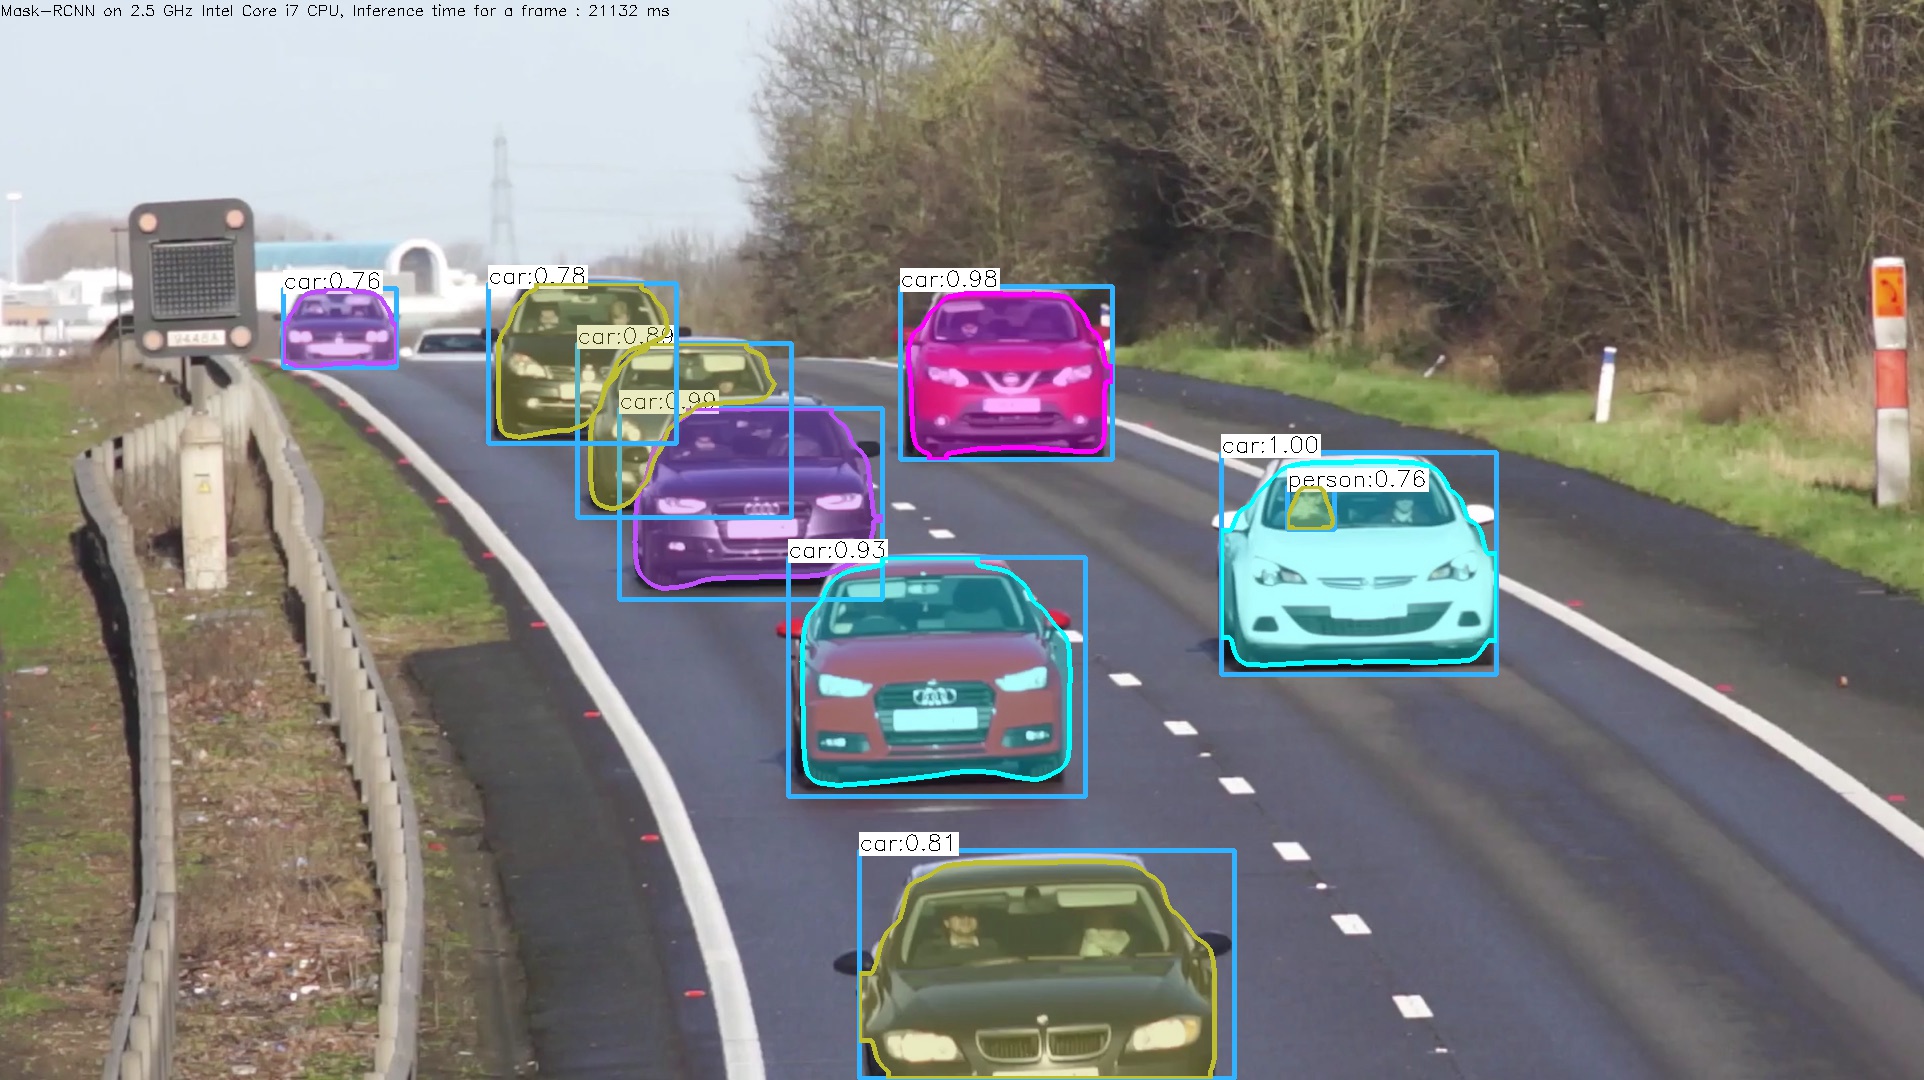 Mask-RCNN on 2.5 GHz Intel Core i7 CPU, Inference time for a frame : 21132 ms
car:0.76
car:0.78
car:0.98
car:0.89
car:0.99
car:1.00
person:0.76
car:0.93
car:0.81
9448A